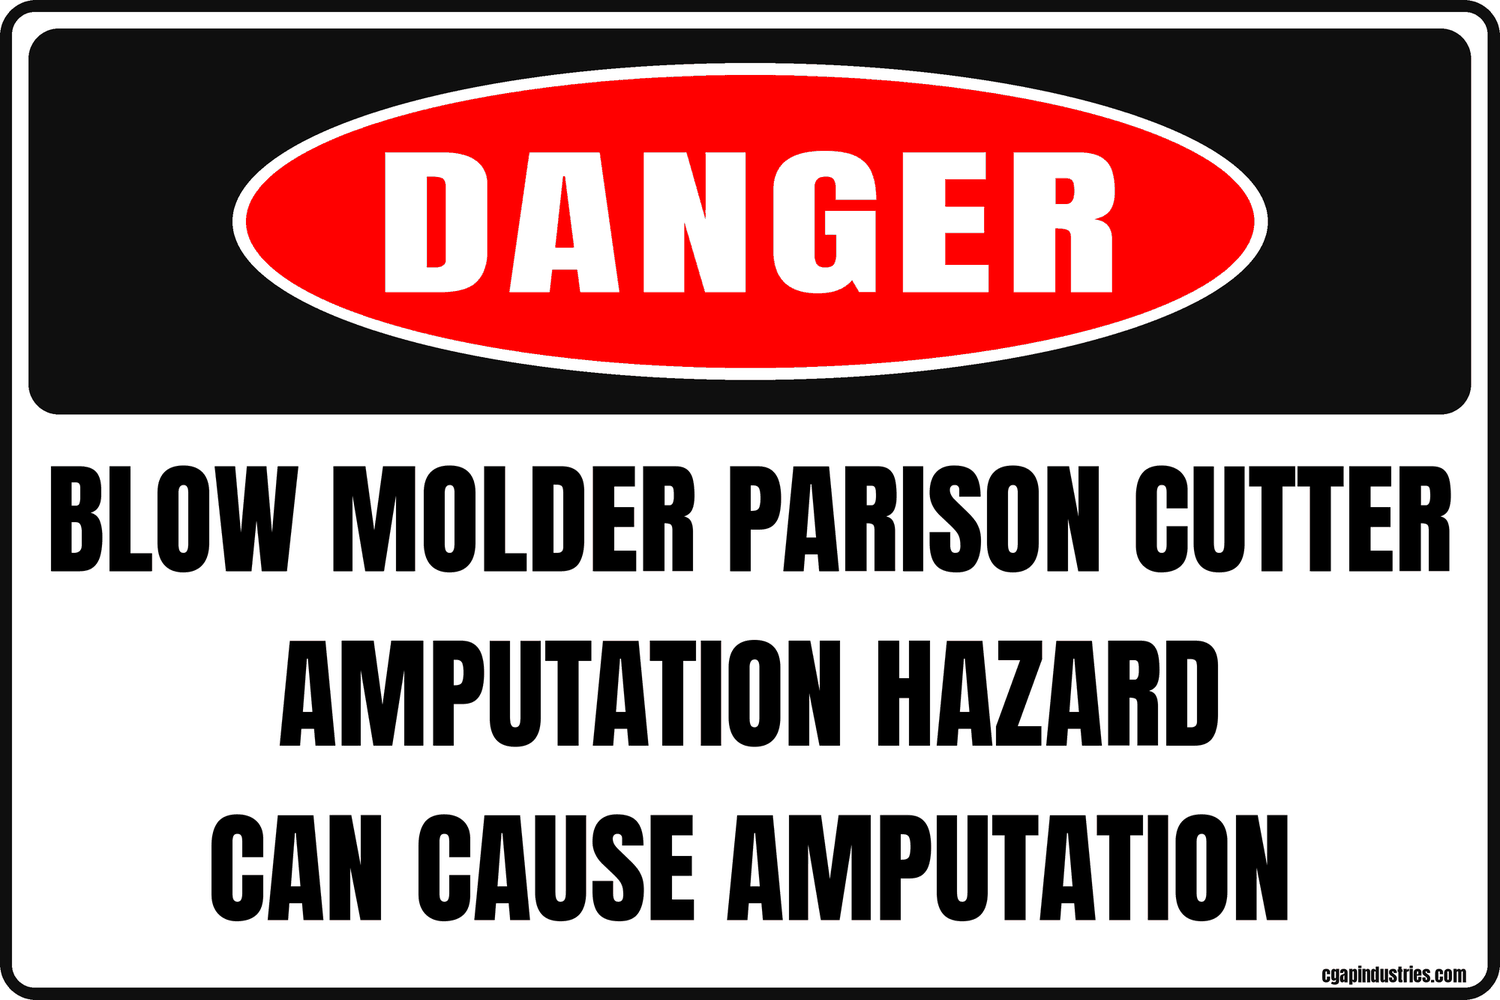 DANGER
BLOW MOLDER PARISON CUTTER
AMPUTATION HAZARD
CAN CAUSE AMPUTATION
cgapindustries.com